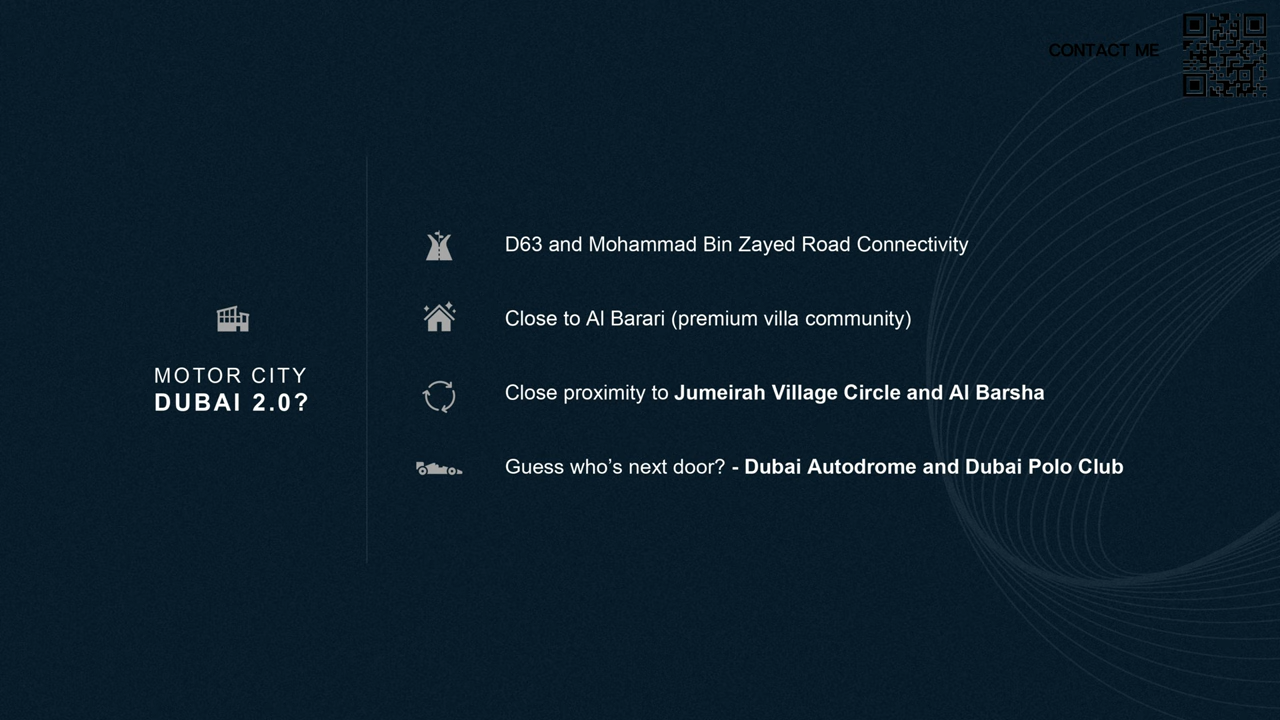 CONTACT ME
MOTOR CITY
DUBAI 2.0?
D63 and Mohammad Bin Zayed Road Connectivity
Close to Al Barari (premium villa community)
Close proximity to Jumeirah Village Circle and Al Barsha
Guess who’s next door? - Dubai Autodrome and Dubai Polo Club